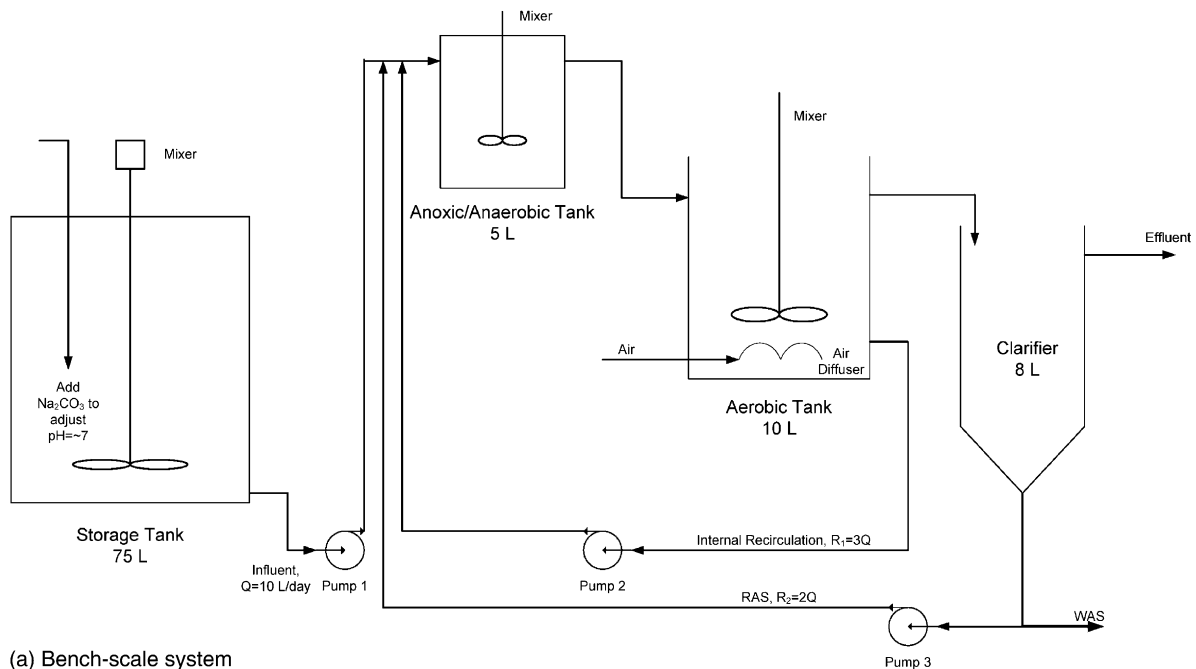 Mixer
Mixer
Mixer
Anoxic/Anaerobic Tank
5 L
Effluent
Add
Na₂CO₃ to
adjust
pH=~7
Air
Air
Diffuser
Clarifier
8 L
Aerobic Tank
10 L
Storage Tank
75 L
Influent,
Q=10 L/day
Pump 1
Internal Recirculation, R₁=3Q
Pump 2
RAS, R₂=2Q
WAS
Pump 3
(a) Bench-scale system